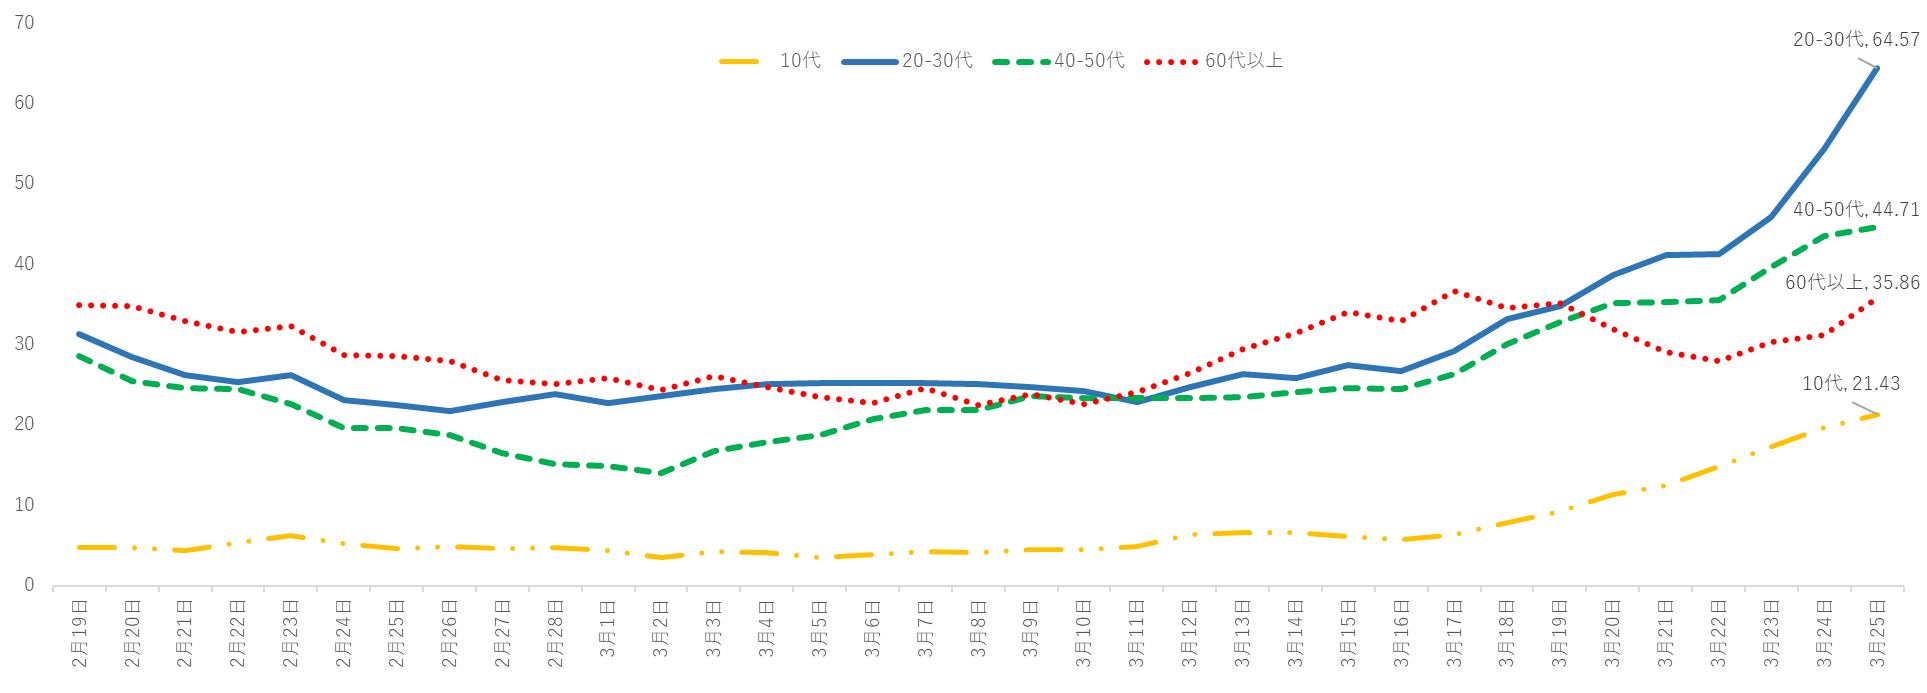 70
60
50
40
30
20
10
0
10代 20-30代 40-50代 60代以上
20-30代, 64.57
40-50代, 44.71
60代以上, 35.86
10代, 21.43
2月19日
2月20日
2月21日
2月22日
2月23日
2月24日
2月25日
2月26日
2月27日
2月28日
3月1日
3月2日
3月3日
3月4日
3月5日
3月6日
3月7日
3月8日
3月9日
3月10日
3月11日
3月12日
3月13日
3月14日
3月15日
3月16日
3月17日
3月18日
3月19日
3月20日
3月21日
3月22日
3月23日
3月24日
3月25日